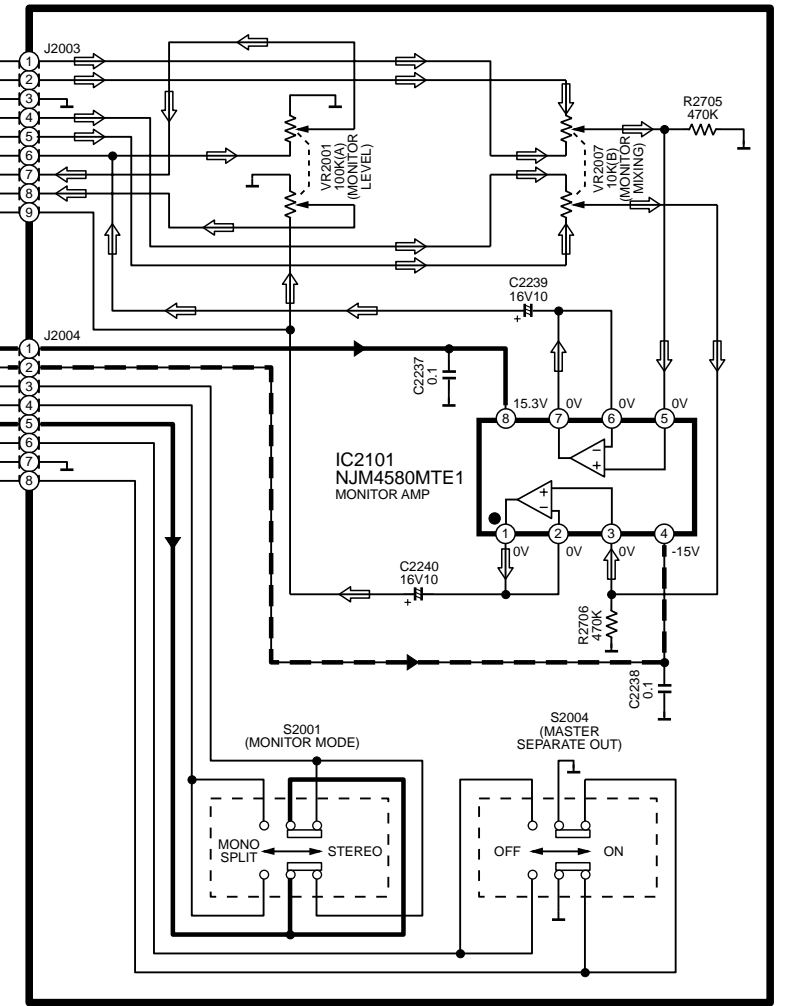 J2003
1
2
3
4
5
6
7
8
9
VR2001
100K(A)
(MONITOR
LEVEL)
VR2007
10K(B)
(MONITOR
MIXING)
R2705
470K
C2239
16V10
+
J2004
1
2
3
4
5
6
7
8
C2237
0.1
15.3V
0V
0V
0V
8
7
6
5
IC2101
NJM4580MTE1
MONITOR AMP
−
+
+
−
1
2
3
4
0V
0V
0V
-15V
C2240
16V10
+
R2706
470K
C2238
0.1
S2001
(MONITOR MODE)
MONO
SPLIT
STEREO
S2004
(MASTER
SEPARATE OUT)
OFF
ON